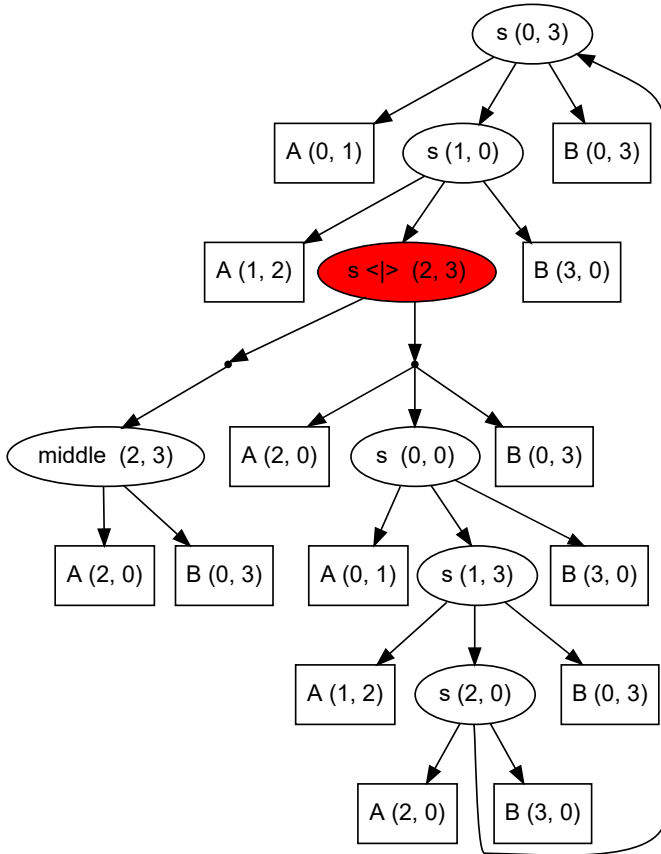 s (0, 3)
A (0, 1)
s (1, 0)
B (0, 3)
A (1, 2)
s <|> (2, 3)
B (3, 0)
middle (2, 3)
A (2, 0)
s (0, 0)
B (0, 3)
A (2, 0)
B (0, 3)
A (0, 1)
s (1, 3)
B (3, 0)
A (1, 2)
s (2, 0)
B (0, 3)
A (2, 0)
B (3, 0)